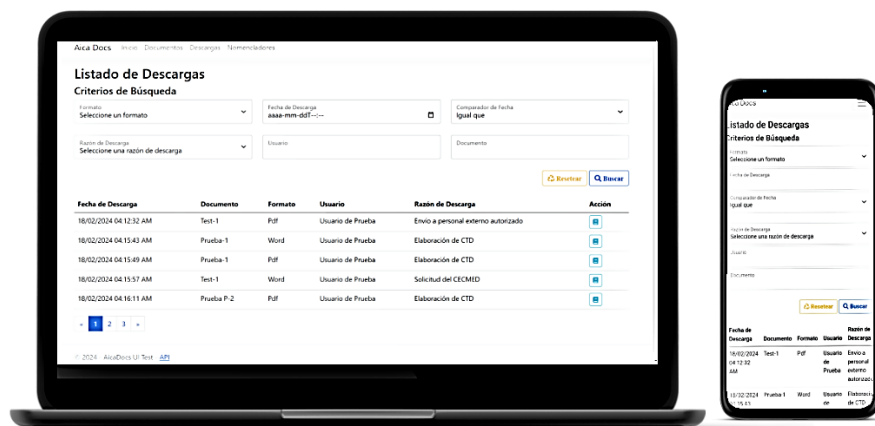 Aica Docs Inicio Documentos Descargas Nomencladores
Listado de Descargas
Criterios de Búsqueda
Formato
Seleccione un formato
Fecha de Descarga
aaaa-mm-ddT--:--
Comparador de Fecha
Igual que
Razón de Descarga
Seleccione una razón de descarga
Usuario
Documento
Resetear Buscar
Fecha de Descarga Documento Formato Usuario Razón de Descarga Acción
18/02/2024 04:12:32 AM Test-1 Pdf Usuario de Prueba Envio a personal externo autorizado
18/02/2024 04:15:43 AM Prueba-1 Word Usuario de Prueba Elaboración de CTD
18/02/2024 04:15:49 AM Prueba-1 Pdf Usuario de Prueba Elaboración de CTD
18/02/2024 04:15:57 AM Test-1 Word Usuario de Prueba Solicitud del CECMED
18/02/2024 04:16:11 AM Prueba P-2 Pdf Usuario de Prueba Elaboración de CTD
« 1 2 3 »
© 2024 - AicaDocs UI Test - API
Docs
Listado de Descargas
Criterios de Búsqueda
Formato
Seleccione un formato
Fecha de Descarga
Comparador de Fecha
Igual que
Razón de Descarga
Seleccione una razón de descarga
Usuario
Documento
Resetear Buscar
Fecha de Razón de
Descarga Documento Formato Usuario Descarga
18/02/2024 Test-1 Pdf Usuario Envio a
04:12:32 de personal
AM Prueba externo
autorizado
18/02/2024 Prueba-1 Word Usuario Elaboración
04:15:43 de de CTD